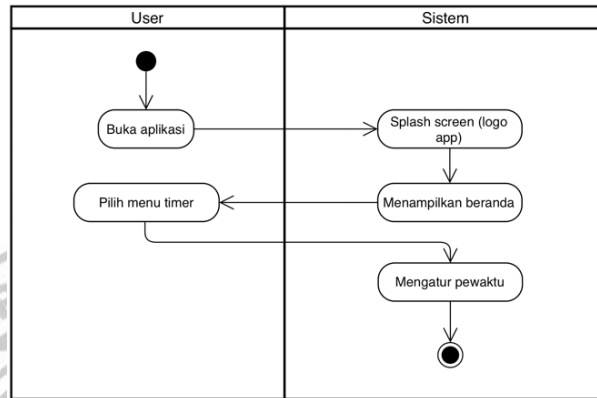 User
Sistem
Buka aplikasi
Splash screen (logo
app)
Pilih menu timer
Menampilkan beranda
Mengatur pewaktu